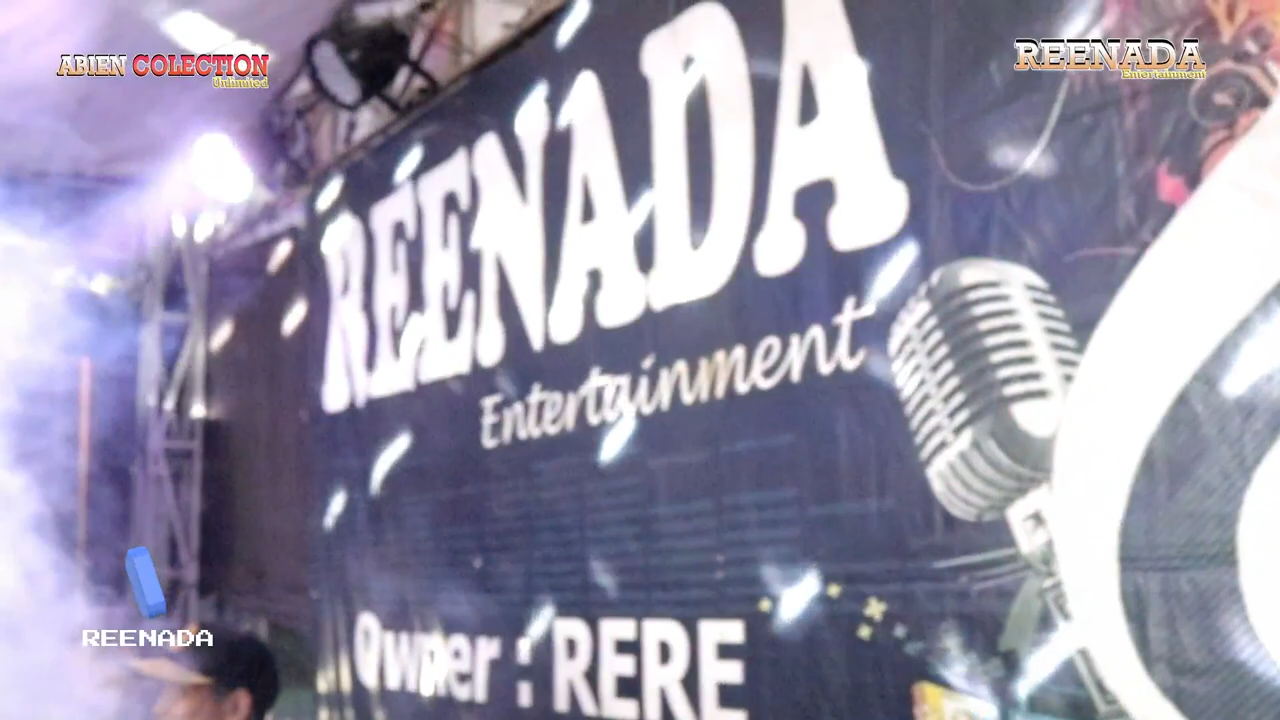 ABIEN COLECTION
Unlimited
REENADA
Entertainment
REENADA
Entertainment
Owner : RERE
REENADA